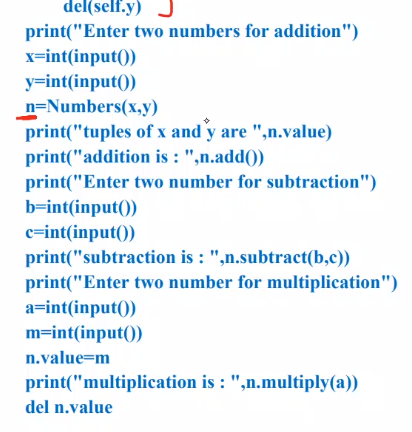 del(self.y)
print("Enter two numbers for addition")
x=int(input())
y=int(input())
n=Numbers(x,y)
print("tuples of x and y are ",n.value)
print("addition is : ",n.add())
print("Enter two number for subtraction")
b=int(input())
c=int(input())
print("subtraction is : ",n.subtract(b,c))
print("Enter two number for multiplication")
a=int(input())
m=int(input())
n.value=m
print("multiplication is : ",n.multiply(a))
del n.value